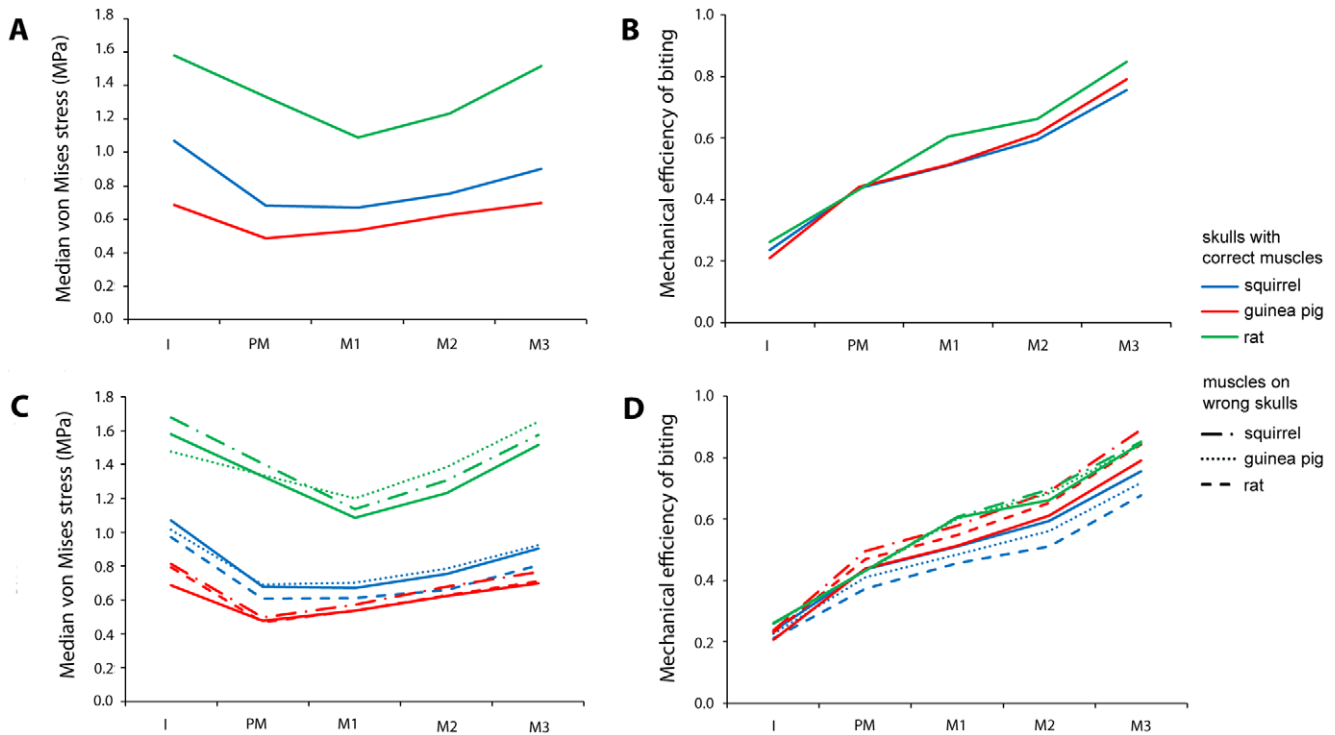 A
Median von Mises stress (MPa)
1.8
1.6
1.4
1.2
1.0
0.8
0.6
0.4
0.2
0.0
I PM M1 M2 M3
B
Mechanical efficiency of biting
1.0
0.8
0.6
0.4
0.2
0.0
I PM M1 M2 M3
skulls with
correct muscles
squirrel
guinea pig
rat
muscles on
wrong skulls
squirrel
guinea pig
rat
C
Median von Mises stress (MPa)
1.8
1.6
1.4
1.2
1.0
0.8
0.6
0.4
0.2
0.0
I PM M1 M2 M3
D
Mechanical efficiency of biting
1.0
0.8
0.6
0.4
0.2
0.0
I PM M1 M2 M3